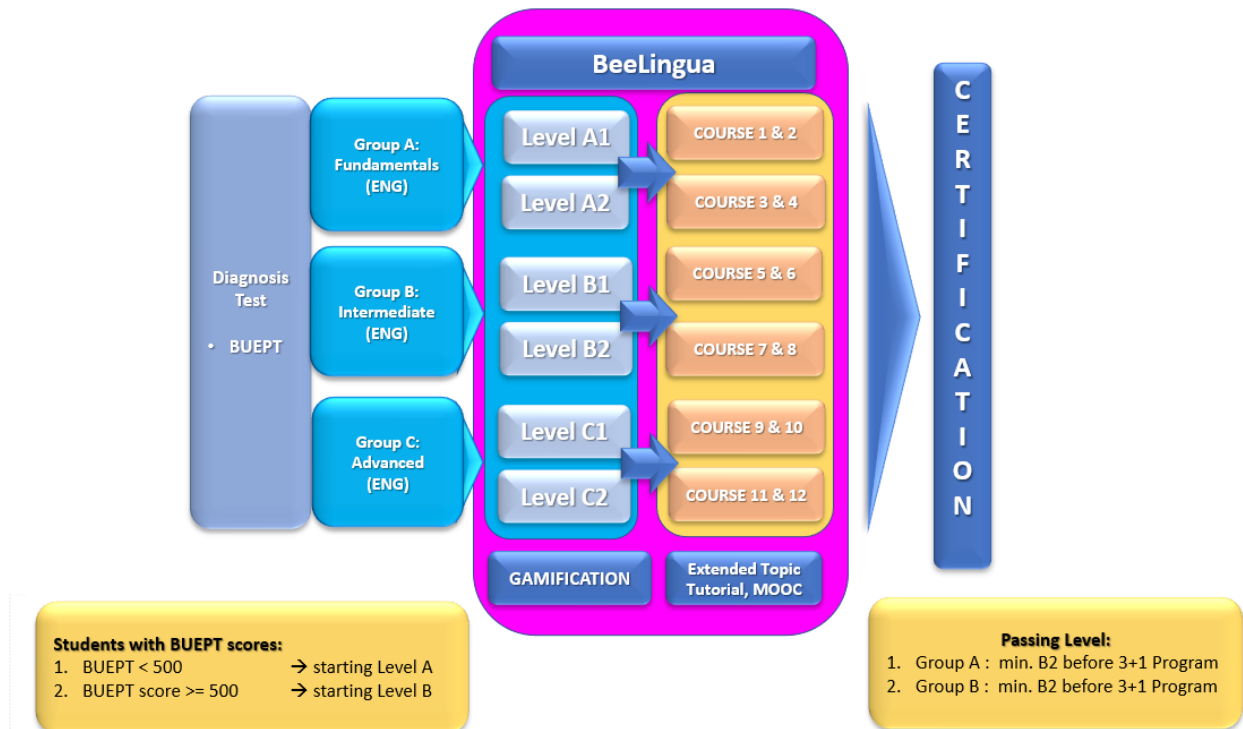 BeeLingua
Diagnosis
Test
• BUEPT
Group A:
Fundamentals
(ENG)
Group B:
Intermediate
(ENG)
Group C:
Advanced
(ENG)
Level A1
Level A2
Level B1
Level B2
Level C1
Level C2
COURSE 1 & 2
COURSE 3 & 4
COURSE 5 & 6
COURSE 7 & 8
COURSE 9 & 10
COURSE 11 & 12
GAMIFICATION
Extended Topic
Tutorial, MOOC
C
E
R
T
I
F
I
C
A
T
I
O
N
Students with BUEPT scores:
1. BUEPT < 500 → starting Level A
2. BUEPT score >= 500 → starting Level B
Passing Level:
1. Group A : min. B2 before 3+1 Program
2. Group B : min. B2 before 3+1 Program